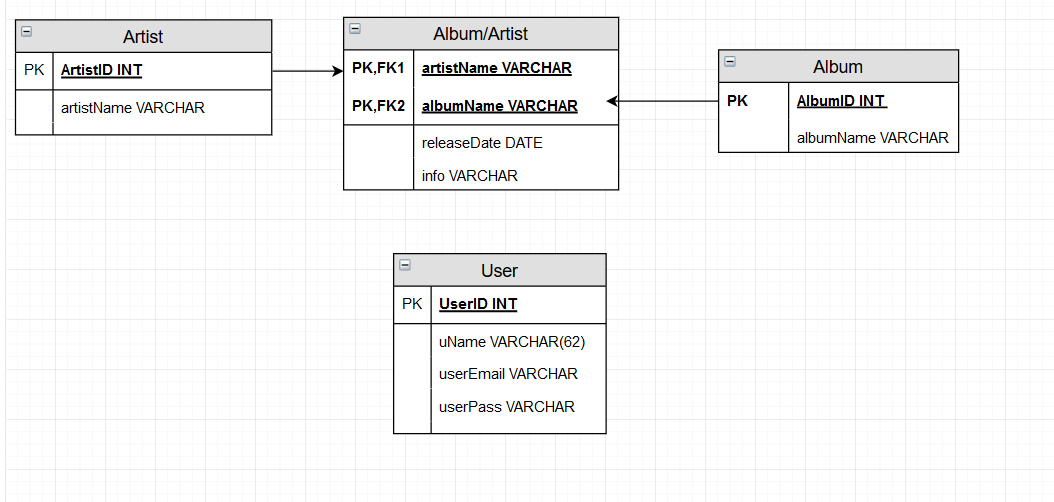 Artist
PK ArtistID INT
artistName VARCHAR
Album/Artist
PK,FK1 artistName VARCHAR
PK,FK2 albumName VARCHAR
releaseDate DATE
info VARCHAR
Album
PK AlbumID INT
albumName VARCHAR
User
PK UserID INT
uName VARCHAR(62)
userEmail VARCHAR
userPass VARCHAR